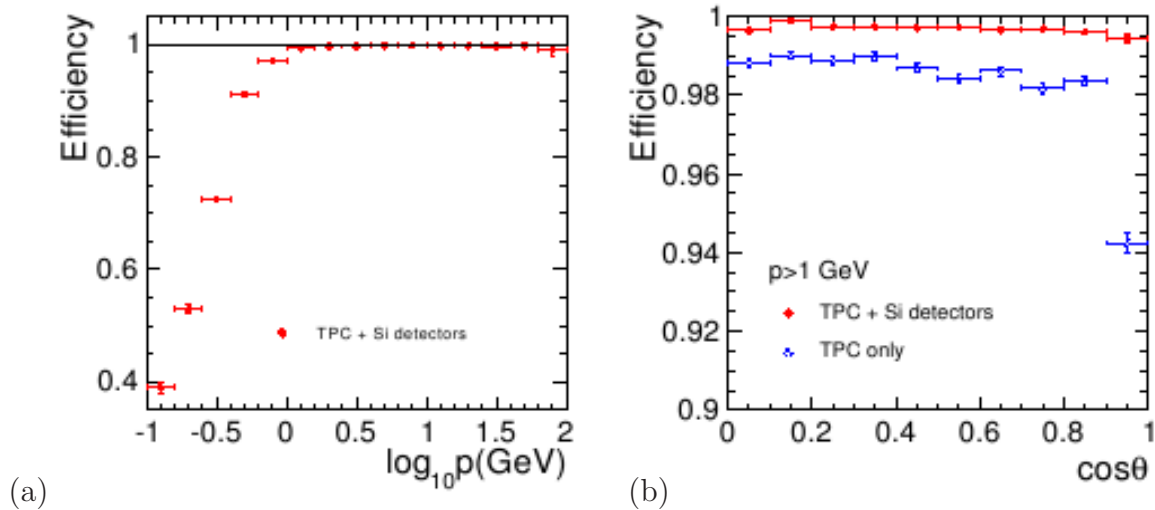 Efficiency
1
0.8
0.6
0.4
-1 -0.5 0 0.5 1 1.5 2
log10p(GeV)
TPC + Si detectors
(a)
Efficiency
1
0.98
0.96
0.94
0.92
0.9
0 0.2 0.4 0.6 0.8 1
cosθ
p>1 GeV
TPC + Si detectors
TPC only
(b)